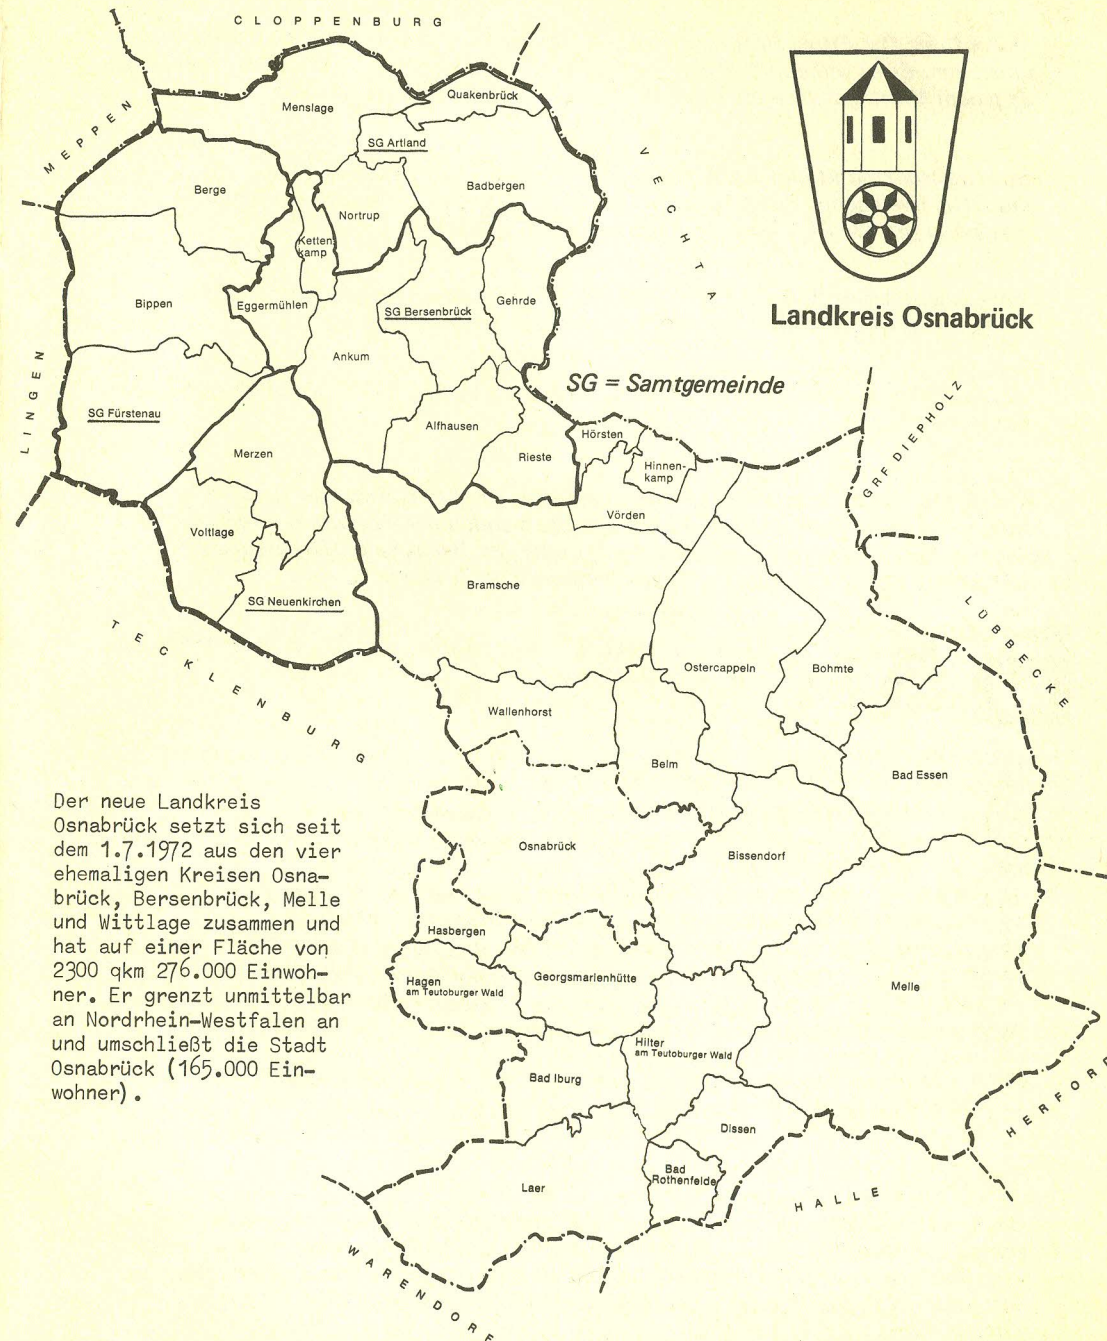 CLOPPENBURG
MEPPEN
Quakenbrück
Menslage
SG Artland
VECHTA
Berge
Badbergen
Nortrup
Ketten-
kamp
Bippen
Eggermühlen
SG Bersenbrück
Gehrde
Landkreis Osnabrück
LINGEN
Ankum
SG = Samtgemeinde
SG Fürstenau
Alfhausen
GRF DIEPHOLZ
Hörsten
Merzen
Rieste
Hinnen-
kamp
Vörden
Voltlage
Bramsche
SG Neuenkirchen
LÜBBECKE
TECKLENBURG
Ostercappeln
Bohmte
Wallenhorst
Belm
Bad Essen
Der neue Landkreis
Osnabrück setzt sich seit
dem 1.7.1972 aus den vier
ehemaligen Kreisen Osna-
brück, Bersenbrück, Melle
und Wittlage zusammen und
hat auf einer Fläche von
2300 qkm 276.000 Einwoh-
ner. Er grenzt unmittelbar
an Nordrhein-Westfalen an
und umschließt die Stadt
Osnabrück (165.000 Ein-
wohner).
Osnabrück
Bissendorf
Hasbergen
Georgsmarienhütte
Hagen
am Teutoburger Wald
Melle
Hilter
am Teutoburger Wald
Bad Iburg
HERFORD
Dissen
Bad
Rothenfelde
Laer
HALLE
WARENDORF